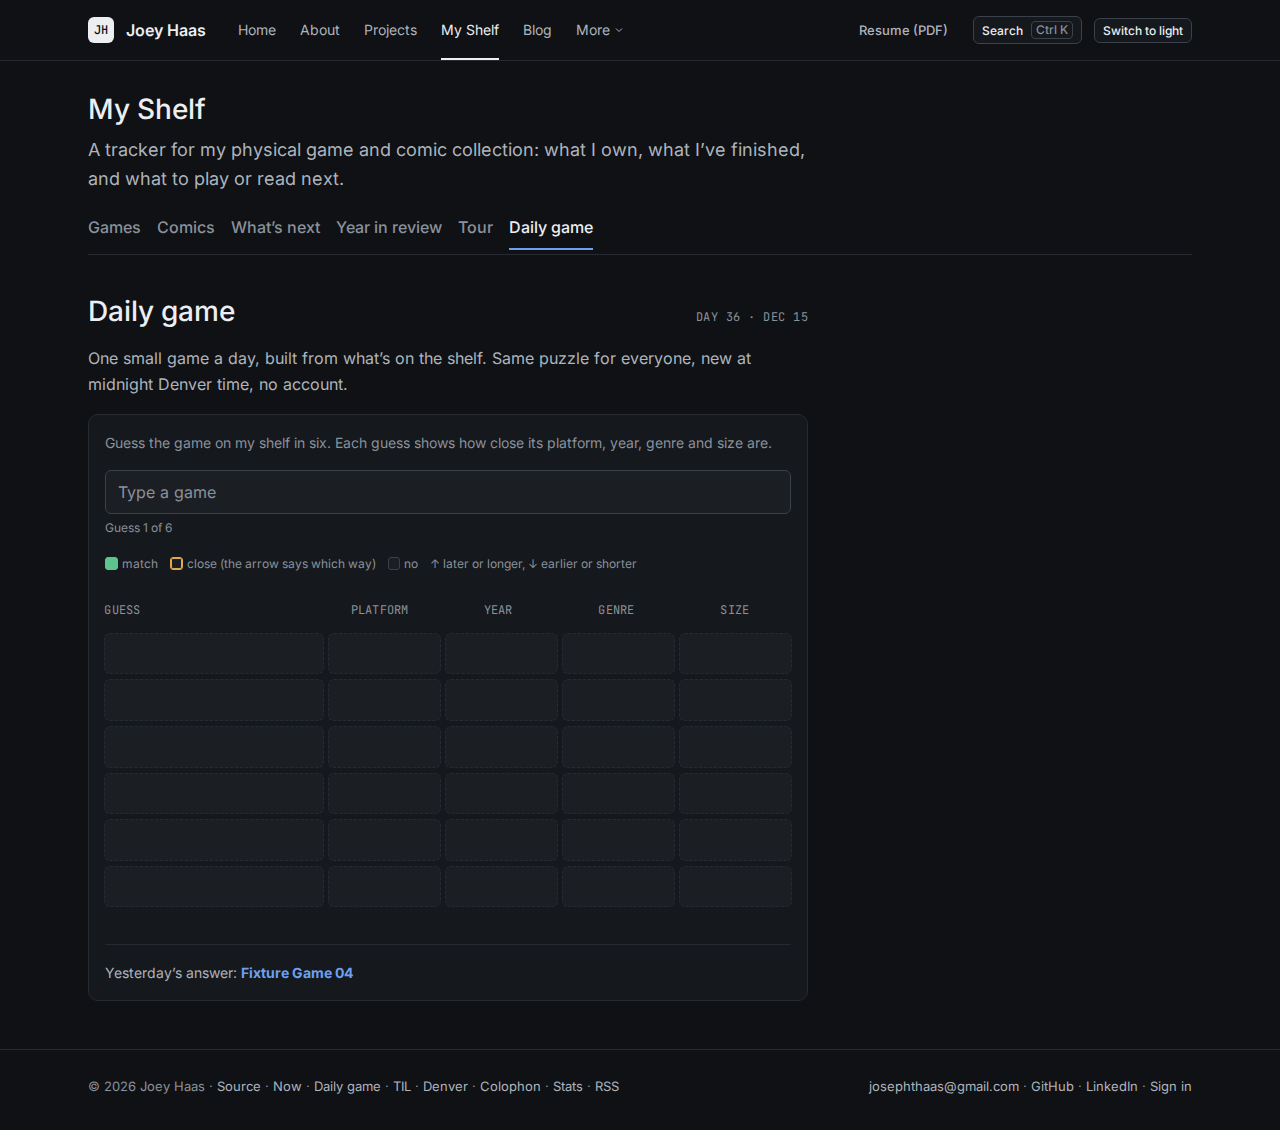 JH Joey Haas Home About Projects My Shelf Blog More Resume (PDF) Search Ctrl K Switch to light
My Shelf
A tracker for my physical game and comic collection: what I own, what I’ve finished,
and what to play or read next.
Games Comics What’s next Year in review Tour Daily game
Daily game DAY 36 · DEC 15
One small game a day, built from what’s on the shelf. Same puzzle for everyone, new at
midnight Denver time, no account.
Guess the game on my shelf in six. Each guess shows how close its platform, year, genre and size are.
Type a game
Guess 1 of 6
match close (the arrow says which way) no ↑ later or longer, ↓ earlier or shorter
GUESS PLATFORM YEAR GENRE SIZE
Yesterday’s answer: Fixture Game 04
© 2026 Joey Haas · Source · Now · Daily game · TIL · Denver · Colophon · Stats · RSS josephthaas@gmail.com · GitHub · LinkedIn · Sign in